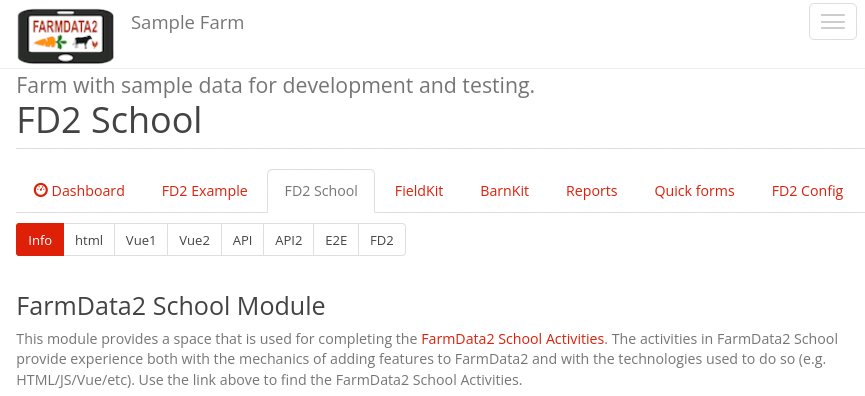 FARMDATA2
Sample Farm
Farm with sample data for development and testing.
FD2 School
Dashboard FD2 Example FD2 School FieldKit BarnKit Reports Quick forms FD2 Config
Info html Vue1 Vue2 API API2 E2E FD2
FarmData2 School Module
This module provides a space that is used for completing the FarmData2 School Activities. The activities in FarmData2 School
provide experience both with the mechanics of adding features to FarmData2 and with the technologies used to do so (e.g.
HTML/JS/Vue/etc). Use the link above to find the FarmData2 School Activities.